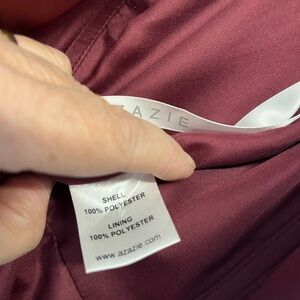 AZAZIE
SHELL
100% POLYESTER
LINING
100% POLYESTER
www.azazie.com